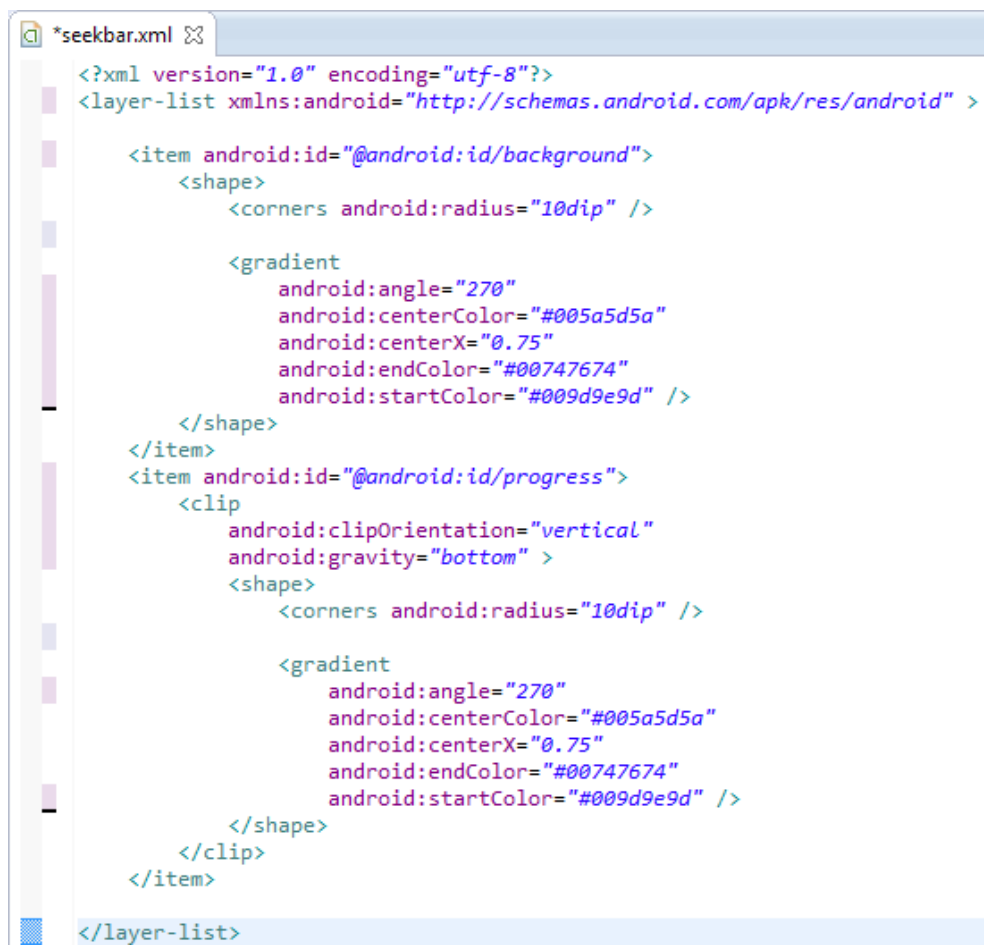 *seekbar.xml
<?xml version="1.0" encoding="utf-8"?>
<layer-list xmlns:android="http://schemas.android.com/apk/res/android" >
<item android:id="@android:id/background">
<shape>
<corners android:radius="10dip" />
<gradient
android:angle="270"
android:centerColor="#005a5d5a"
android:centerX="0.75"
android:endColor="#00747674"
android:startColor="#009d9e9d" />
</shape>
</item>
<item android:id="@android:id/progress">
<clip
android:clipOrientation="vertical"
android:gravity="bottom" >
<shape>
<corners android:radius="10dip" />
<gradient
android:angle="270"
android:centerColor="#005a5d5a"
android:centerX="0.75"
android:endColor="#00747674"
android:startColor="#009d9e9d" />
</shape>
</clip>
</item>
</layer-list>